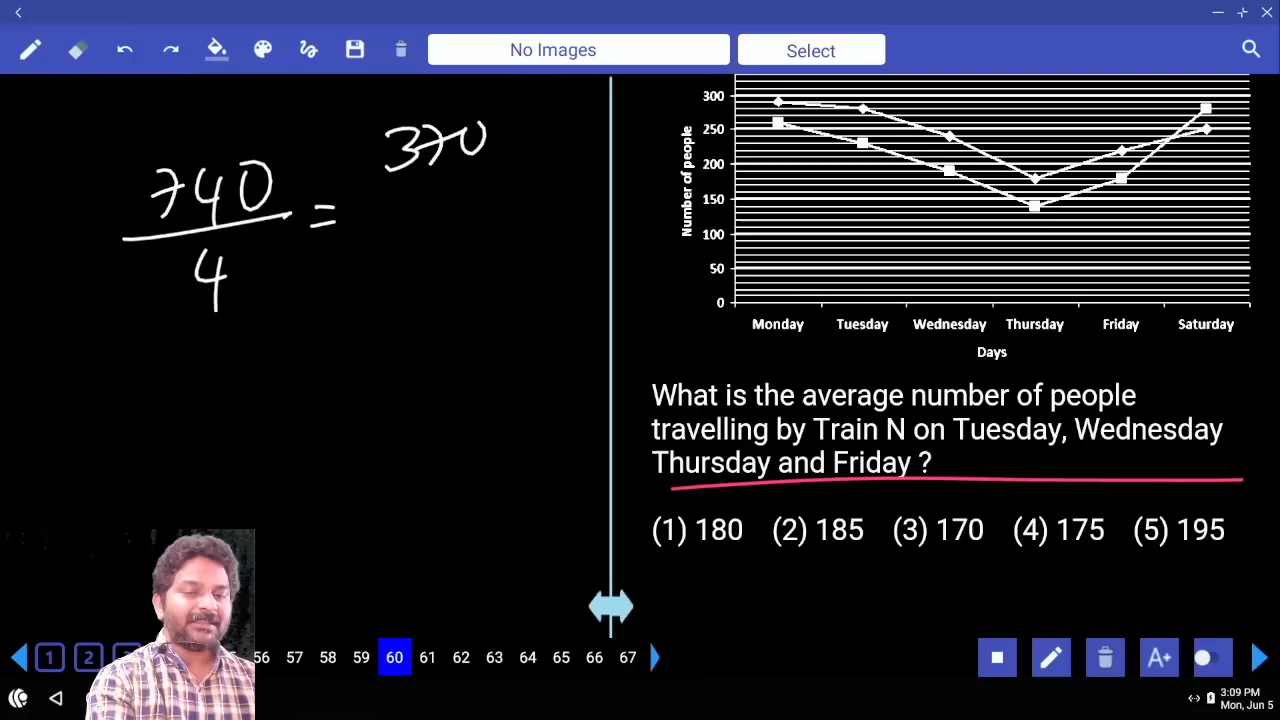 No Images
Select
370
740
=
4
300
250
200
150
100
50
0
Number of people
Monday Tuesday Wednesday Thursday Friday Saturday
Days
What is the average number of people
travelling by Train N on Tuesday, Wednesday
Thursday and Friday ?
(1) 180 (2) 185 (3) 170 (4) 175 (5) 195
1 2 56 57 58 59 60 61 62 63 64 65 66 67
A+
3:09 PM
Mon, Jun 5